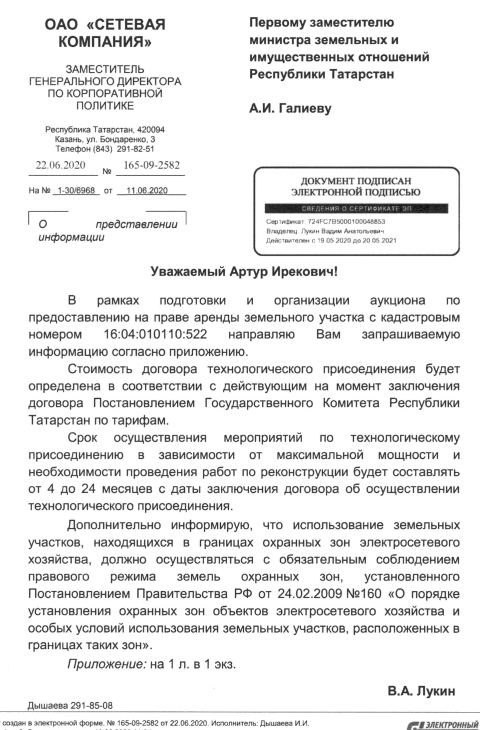 ОАО «СЕТЕВАЯ
КОМПАНИЯ»
ЗАМЕСТИТЕЛЬ
ГЕНЕРАЛЬНОГО ДИРЕКТОРА
ПО КОРПОРАТИВНОЙ
ПОЛИТИКЕ
Республика Татарстан, 420094
Казань, ул. Бондаренко, 3
Телефон (843) 291-82-51
22.06.2020 № 165-09-2582
На № 1-30/6968 от 11.06.2020
О представлении
информации
Первому заместителю
министра земельных и
имущественных отношений
Республики Татарстан
А.И. Галиеву
ДОКУМЕНТ ПОДПИСАН
ЭЛЕКТРОННОЙ ПОДПИСЬЮ
СВЕДЕНИЯ О СЕРТИФИКАТЕ ЭП
Сертификат: 724FC7B5000100048853
Владелец: Лукин Вадим Анатольевич
Действителен с 19.05.2020 до 20.05.2021
Уважаемый Артур Ирекович!
В рамках подготовки и организации аукциона по
предоставлению на праве аренды земельного участка с кадастровым
номером 16:04:010110:522 направляю Вам запрашиваемую
информацию согласно приложению.
Стоимость договора технологического присоединения будет
определена в соответствии с действующим на момент заключения
договора Постановлением Государственного Комитета Республики
Татарстан по тарифам.
Срок осуществления мероприятий по технологическому
присоединению в зависимости от максимальной мощности и
необходимости проведения работ по реконструкции будет составлять
от 4 до 24 месяцев с даты заключения договора об осуществлении
технологического присоединения.
Дополнительно информирую, что использование земельных
участков, находящихся в границах охранных зон электросетевого
хозяйства, должно осуществляться с обязательным соблюдением
правового режима земель охранных зон, установленного
Постановлением Правительства РФ от 24.02.2009 №160 «О порядке
установления охранных зон объектов электросетевого хозяйства и
особых условий использования земельных участков, расположенных в
границах таких зон».
Приложение: на 1 л. в 1 экз.
В.А. Лукин
Дышаева 291-85-08
создан в электронной форме. № 165-09-2582 от 22.06.2020. Исполнитель: Дышаева И.И.
ЭЛЕКТРОННЫЙ